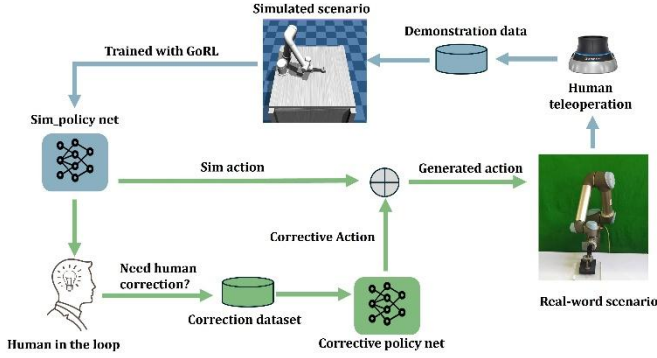 Simulated scenario
Demonstration data
Trained with GoRL
Human
teleoperation
Sim_policy net
Sim action
Generated action
Corrective Action
Need human
correction?
Correction dataset
Human in the loop
Corrective policy net
Real-word scenario